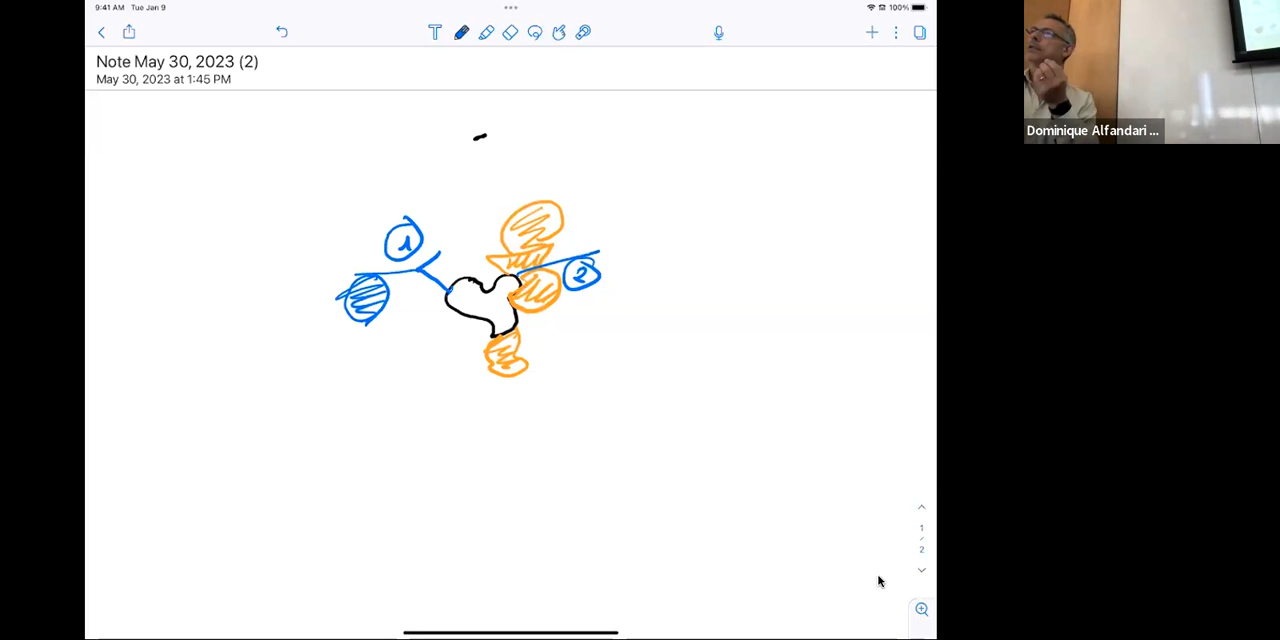 9:41 AM Tue Jan 9
100%
Note May 30, 2023 (2)
May 30, 2023 at 1:45 PM
T
1
2
1
/
2
Dominique Alfandari ...